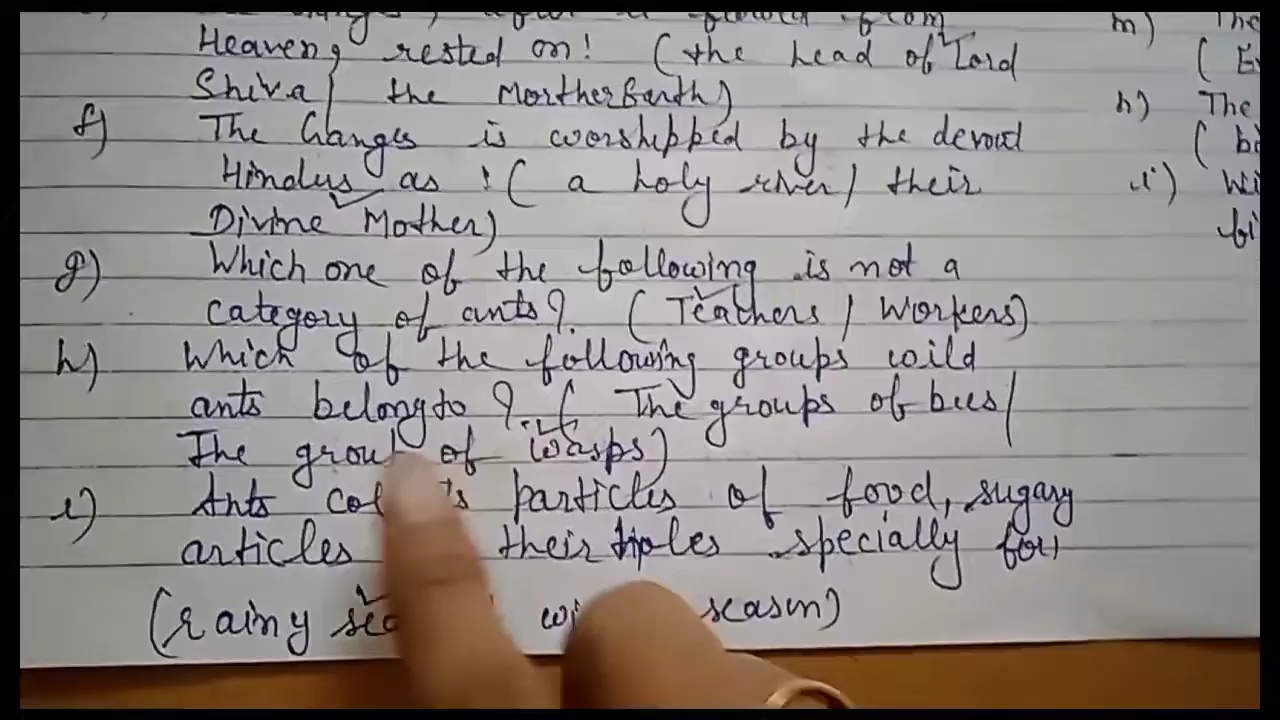 Heaven, rested on! (the head of Lord
Shiva / the MortherEarth)
f) The Ganges is worshipped by the devout
Hindus as ! ( a holy river / their
Divine Mother)
g) Which one of the following is not a
category of ants ?. ( Teachers / Workers)
h) Which of the following groups wild
ants belong to ? .. ( The groups of bees /
The group of Wasps)
i) Ants particles of food, sugary
articles their holes specially for,
(rainy season)
m) The
(
n) The
(